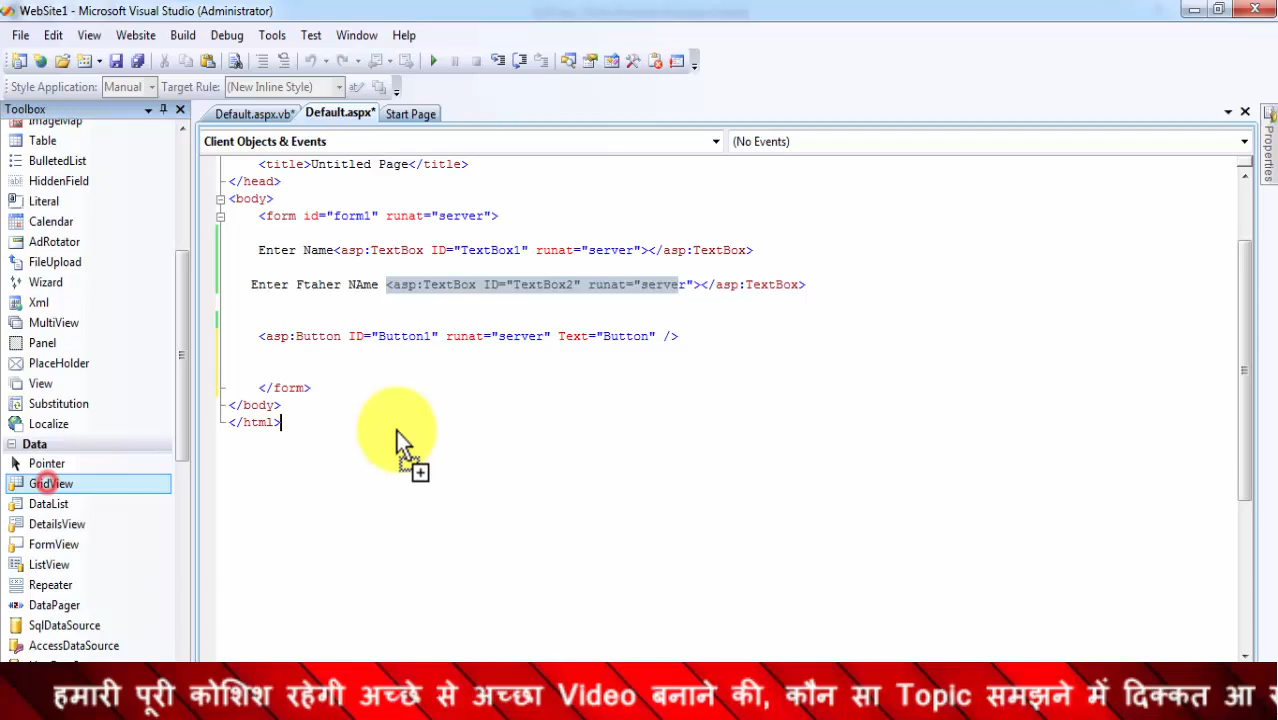 WebSite1 - Microsoft Visual Studio (Administrator)
File Edit View Website Build Debug Tools Test Window Help
Style Application: Manual Target Rule: (New Inline Style)
Toolbox
Default.aspx.vb* Default.aspx* Start Page
Client Objects & Events (No Events)
Properties
ImageMap
Table
BulletedList
HiddenField
Literal
Calendar
AdRotator
FileUpload
Wizard
Xml
MultiView
Panel
PlaceHolder
View
Substitution
Localize
Data
Pointer
GridView
DataList
DetailsView
FormView
ListView
Repeater
DataPager
SqlDataSource
AccessDataSource
<title>Untitled Page</title>
</head>
<body>
<form id="form1" runat="server">
Enter Name<asp:TextBox ID="TextBox1" runat="server"></asp:TextBox>
Enter Ftaher NAme <asp:TextBox ID="TextBox2" runat="server"></asp:TextBox>
<asp:Button ID="Button1" runat="server" Text="Button" />
</form>
</body>
</html>
हमारी पूरी कोशिश रहेगी अच्छे से अच्छा Video बनाने की, कौन सा Topic समझने में दिक्कत आ